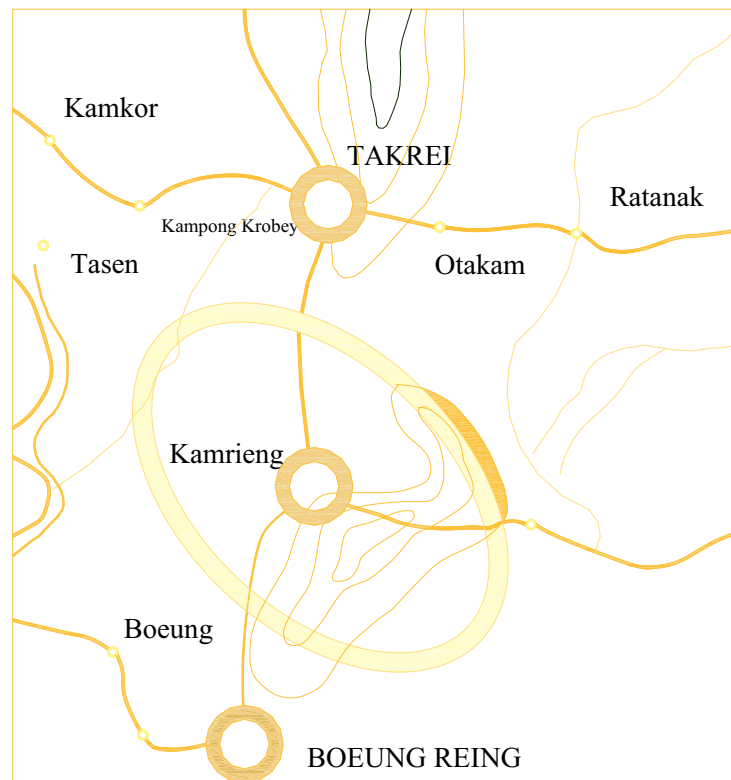 Kamkor
TAKREI
Ratanak
Kampong Krobey
Tasen
Otakam
Kamrieng
Boeung
BOEUNG REING